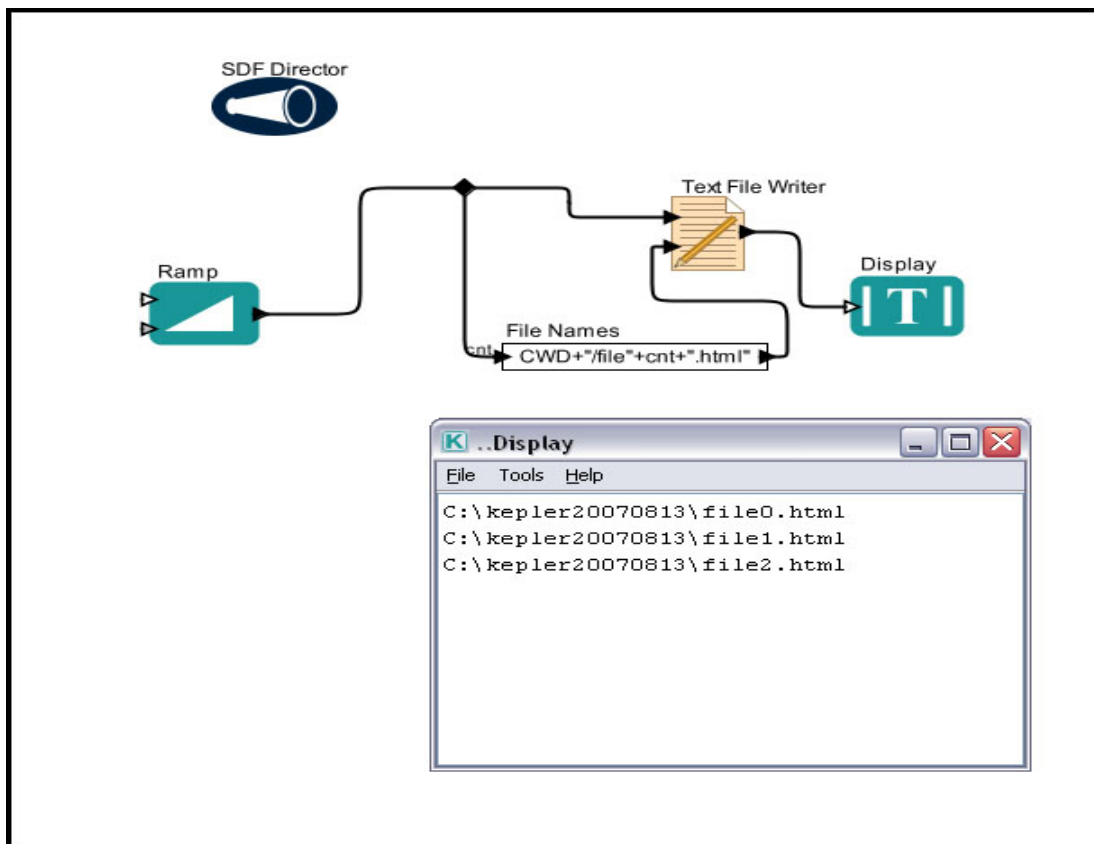 SDF Director
Text File Writer
Ramp
Display
T
File Names
cnt
CWD+"/file"+cnt+".html"
K ..Display
File Tools Help
C:\kepler20070813\file0.html
C:\kepler20070813\file1.html
C:\kepler20070813\file2.html